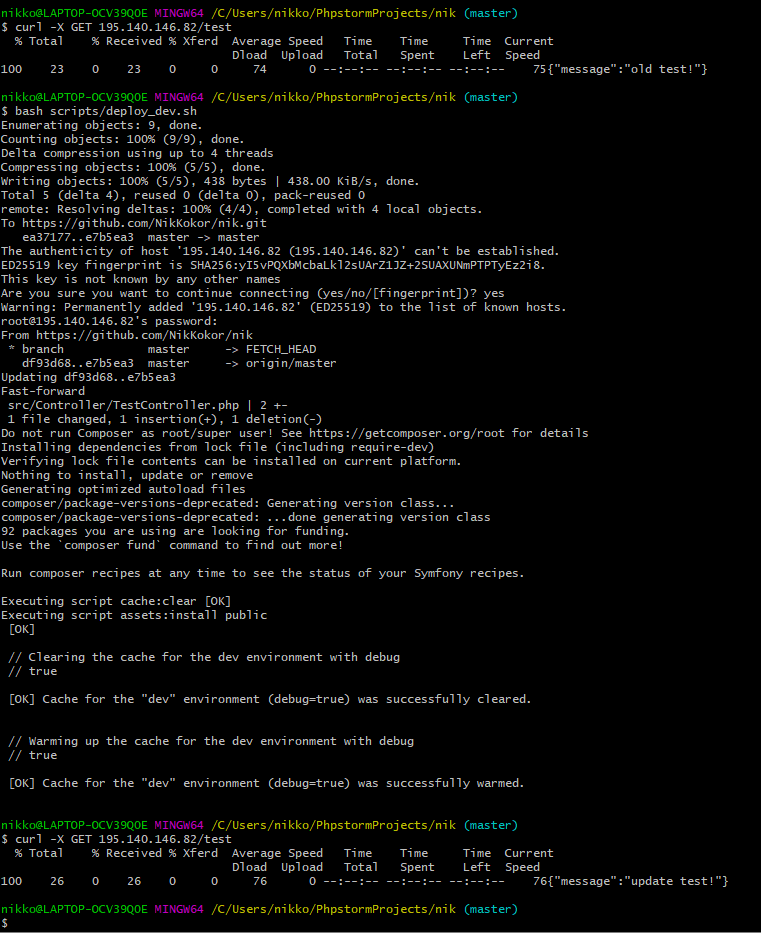 nikko@LAPTOP-OCV39QOE MINGW64 /C/Users/nikko/PhpstormProjects/nik (master)
$ curl -X GET 195.140.146.82/test
  % Total    % Received % Xferd  Average Speed   Time    Time     Time  Current
                                 Dload  Upload   Total   Spent    Left  Speed
100    23    0    23    0     0     74      0 --:--:-- --:--:-- --:--:--    75{"message":"old test!"}
nikko@LAPTOP-OCV39QOE MINGW64 /C/Users/nikko/PhpstormProjects/nik (master)
$ bash scripts/deploy_dev.sh
Enumerating objects: 9, done.
Counting objects: 100% (9/9), done.
Delta compression using up to 4 threads
Compressing objects: 100% (5/5), done.
Writing objects: 100% (5/5), 438 bytes | 438.00 KiB/s, done.
Total 5 (delta 4), reused 0 (delta 0), pack-reused 0
remote: Resolving deltas: 100% (4/4), completed with 4 local objects.
To https://github.com/NikKokor/nik.git
   ea37177..e7b5ea3  master -> master
The authenticity of host '195.140.146.82 (195.140.146.82)' can't be established.
ED25519 key fingerprint is SHA256:yI5vPQXbMcbaLkl2sUArZ1JZ+2SUAXUNmPTPTyEz2i8.
This key is not known by any other names
Are you sure you want to continue connecting (yes/no/[fingerprint])? yes
Warning: Permanently added '195.140.146.82' (ED25519) to the list of known hosts.
root@195.140.146.82's password:
From https://github.com/NikKokor/nik
 * branch            master     -> FETCH_HEAD
   df93d68..e7b5ea3  master     -> origin/master
Updating df93d68..e7b5ea3
Fast-forward
 src/Controller/TestController.php | 2 +-
 1 file changed, 1 insertion(+), 1 deletion(-)
Do not run Composer as root/super user! See https://getcomposer.org/root for details
Installing dependencies from lock file (including require-dev)
Verifying lock file contents can be installed on current platform.
Nothing to install, update or remove
Generating optimized autoload files
composer/package-versions-deprecated: Generating version class...
composer/package-versions-deprecated: ...done generating version class
92 packages you are using are looking for funding.
Use the `composer fund` command to find out more!
Run composer recipes at any time to see the status of your Symfony recipes.
Executing script cache:clear [OK]
Executing script assets:install public
 [OK]
 // Clearing the cache for the dev environment with debug
 // true
 [OK] Cache for the "dev" environment (debug=true) was successfully cleared.
 // Warming up the cache for the dev environment with debug
 // true
 [OK] Cache for the "dev" environment (debug=true) was successfully warmed.
nikko@LAPTOP-OCV39QOE MINGW64 /C/Users/nikko/PhpstormProjects/nik (master)
$ curl -X GET 195.140.146.82/test
  % Total    % Received % Xferd  Average Speed   Time    Time     Time  Current
                                 Dload  Upload   Total   Spent    Left  Speed
100    26    0    26    0     0     76      0 --:--:-- --:--:-- --:--:--    76{"message":"update test!"}
nikko@LAPTOP-OCV39QOE MINGW64 /C/Users/nikko/PhpstormProjects/nik (master)
$